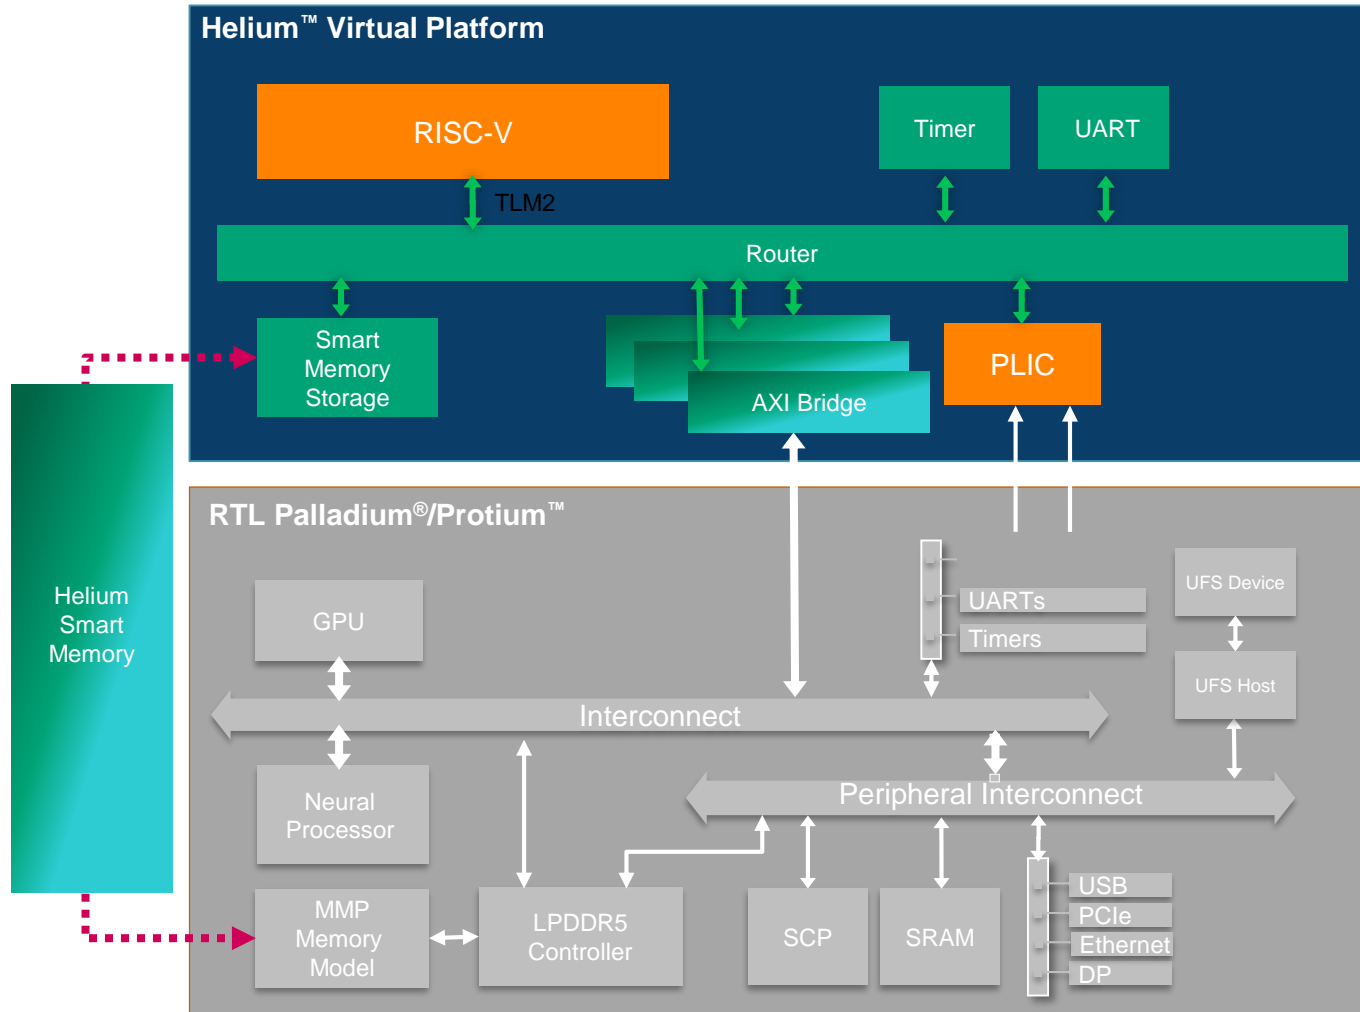 Helium™ Virtual Platform
RISC-V
Timer
UART
TLM2
Router
Smart
Memory
Storage
AXI Bridge
PLIC
Helium
Smart
Memory
RTL Palladium®/Protium™
GPU
UARTs
Timers
UFS Device
UFS Host
Interconnect
Neural
Processor
Peripheral Interconnect
MMP
Memory
Model
LPDDR5
Controller
SCP
SRAM
USB
PCIe
Ethernet
DP